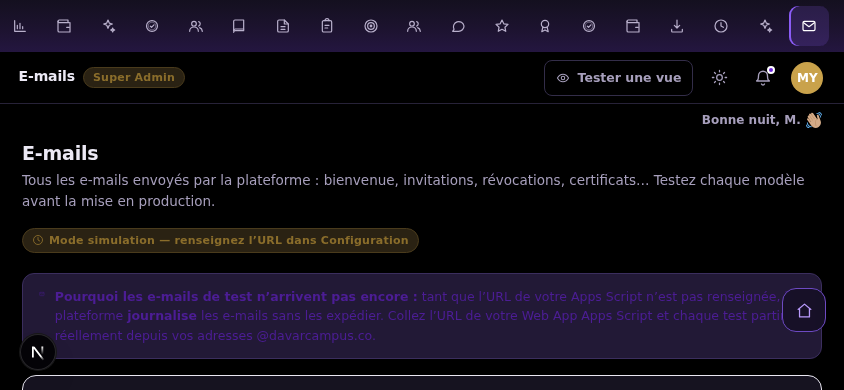 E-mails
Super Admin
Tester une vue
MY
Bonne nuit, M. 👋
E-mails
Tous les e-mails envoyés par la plateforme : bienvenue, invitations, révocations, certificats… Testez chaque modèle
avant la mise en production.
Mode simulation — renseignez l’URL dans Configuration
Pourquoi les e-mails de test n’arrivent pas encore : tant que l’URL de votre Apps Script n’est pas renseignée,
plateforme journalise les e-mails sans les expédier. Collez l’URL de votre Web App Apps Script et chaque test
réellement depuis vos adresses @davarcampus.co.
N